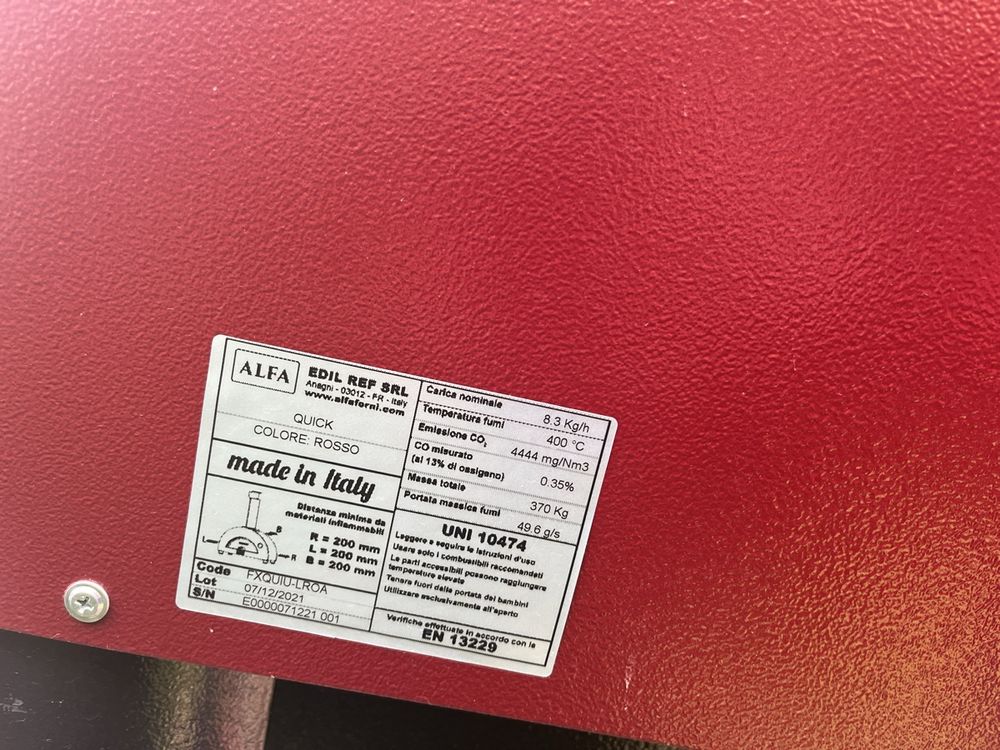 ALFA
EDIL REF SRL
Anagni - 03012 - FR - Italy
www.alfaforni.com
QUICK
COLORE: ROSSO
made in Italy
Distanza minima da
materiali infiammabili
B
R
L
R = 200 mm
L = 200 mm
B = 200 mm
Code FXQUIU-LROA
Lot 07/12/2021
S/N E0000071221 001
Carica nominale 8.3 Kg/h
Temperatura fumi 400 °C
Emissione CO₂ 4444 mg/Nm3
CO misurato
(al 13% di ossigeno) 0.35%
Massa totale 370 Kg
Portata massica fumi 49.6 g/s
UNI 10474
Leggere e seguire le istruzioni d'uso
Usare solo i combustibili raccomandati
Le parti accessibili possono raggiungere
temperature elevate
Tenere fuori dalla portata dei bambini
Utilizzare esclusivamente all'aperto
Verifiche effettuate in accordo con le
EN 13229